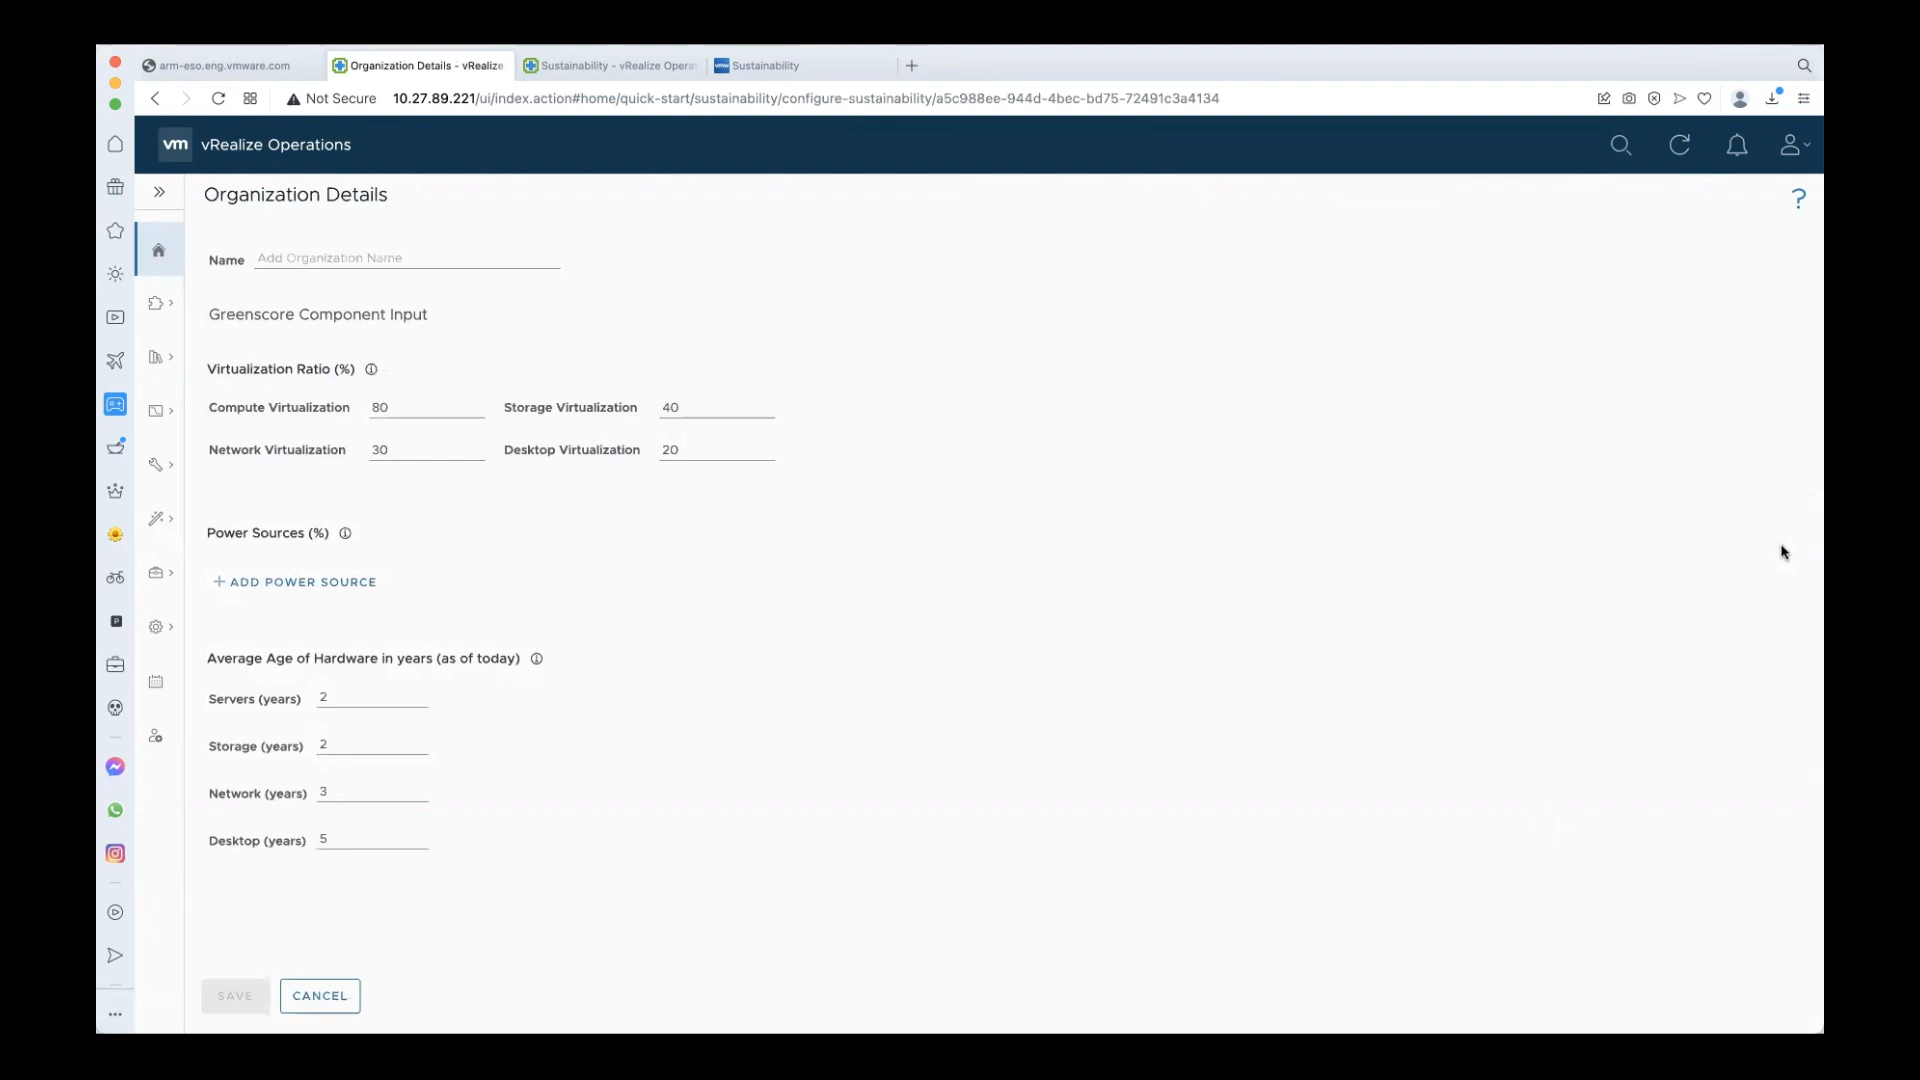 arm-eso.eng.vmware.com
Organization Details - vRealize
Sustainability - vRealize Opera
vmw Sustainability
Not Secure 10.27.89.221/ui/index.action#home/quick-start/sustainability/configure-sustainability/a5c988ee-944d-4bec-bd75-72491c3a4134
vm vRealize Operations
Organization Details
?
Name Add Organization Name
Greenscore Component Input
Virtualization Ratio (%)
Compute Virtualization 80 Storage Virtualization 40
Network Virtualization 30 Desktop Virtualization 20
Power Sources (%)
+ ADD POWER SOURCE
Average Age of Hardware in years (as of today)
Servers (years) 2
Storage (years) 2
Network (years) 3
Desktop (years) 5
SAVE CANCEL
P